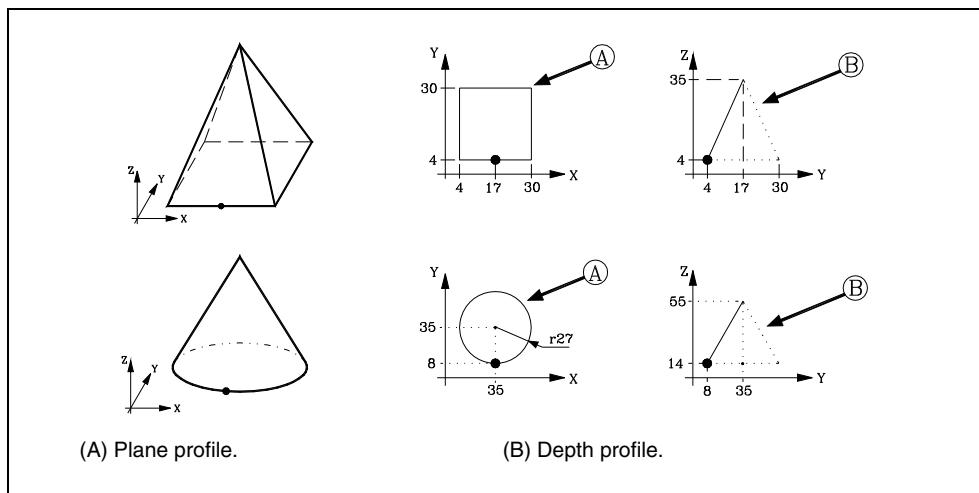 Y
A
30
4
4 17 30
X
Z
B
35
4
4 17 30
Y
Z
Y
X
Y
A
35
8
r27
35
X
Z
B
55
14
8 35
Y
Z
Y
X
(A) Plane profile.
(B) Depth profile.